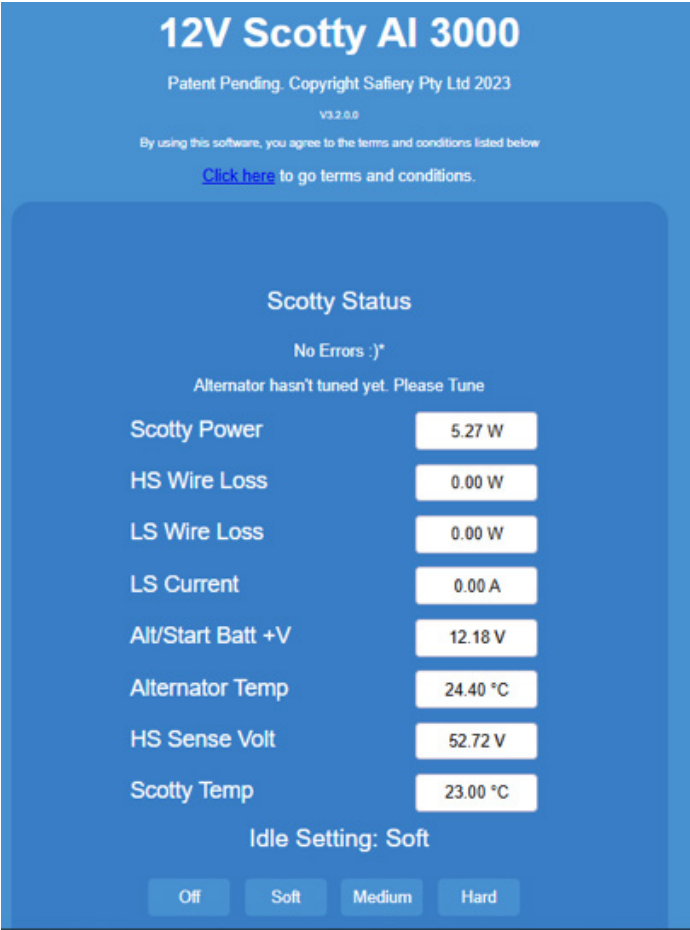 12V Scotty AI 3000
Patent Pending. Copyright Safiery Pty Ltd 2023
V3.2.0.0
By using this software, you agree to the terms and conditions listed below
Click here to go terms and conditions.
Scotty Status
No Errors :)*
Alternator hasn't tuned yet. Please Tune
Scotty Power 5.27 W
HS Wire Loss 0.00 W
LS Wire Loss 0.00 W
LS Current 0.00 A
Alt/Start Batt +V 12.18 V
Alternator Temp 24.40 °C
HS Sense Volt 52.72 V
Scotty Temp 23.00 °C
Idle Setting: Soft
Off Soft Medium Hard